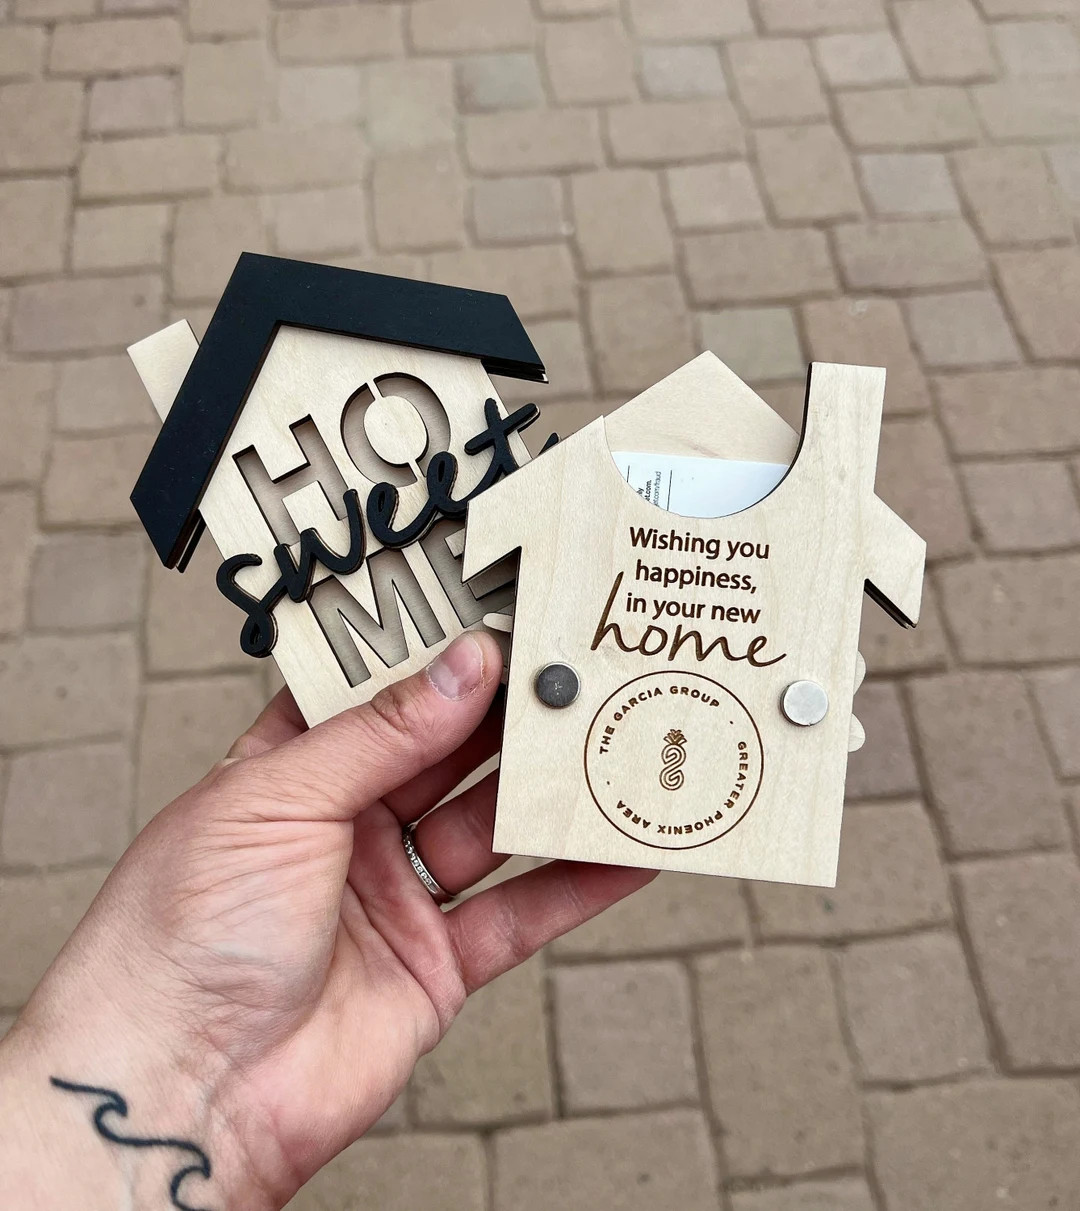 HO
sweet
ME
Wishing you
happiness,
in your new
home
THE GARCIA GROUP · GREATER PHOENIX AREA ·